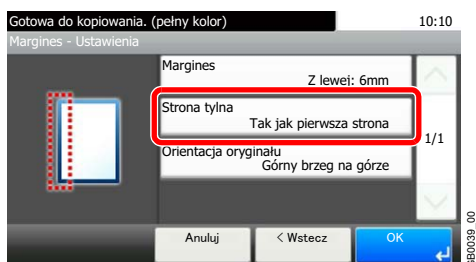 Gotowa do kopiowania. (pełny kolor) 10:10
Margines - Ustawienia
Margines
Z lewej: 6mm
Strona tylna
Tak jak pierwsza strona
1/1
Orientacja oryginału
Górny brzeg na górze
Anuluj < Wstecz OK